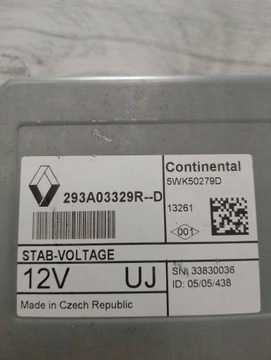 293A03329R--D
Continental
5WK50279D
13261
001
STAB-VOLTAGE
12V UJ
SN: 33830036
ID: 05/05/438
Made in Czech Republic